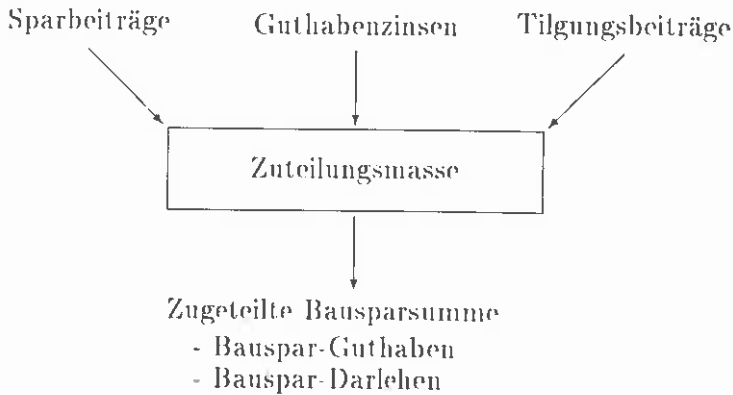 Sparbeiträge Guthabenzinsen Tilgungsbeiträge
Zuteilungsmasse
Zugeteilte Bausparsumme
- Bauspar-Guthaben
- Bauspar-Darlehen